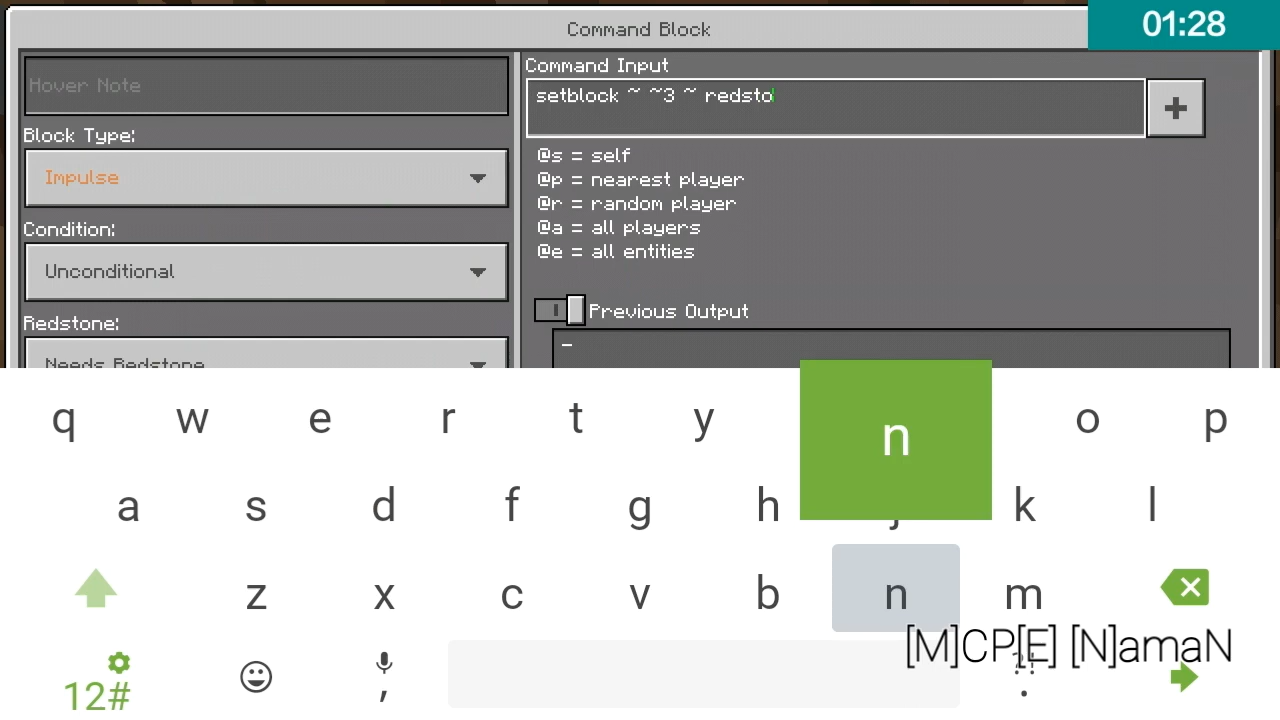 Command Block
01:28
Hover Note
Block Type:
Impulse
Condition:
Unconditional
Redstone:
Needs Redstone
Command Input
setblock ~ ~3 ~ redsto
+
@s = self
@p = nearest player
@r = random player
@a = all players
@e = all entities
Previous Output
-
q w e r t y n o p
a s d f g h j k l
z x c v b n m
[M]CP[E] [N]amaN
12# , ?! .